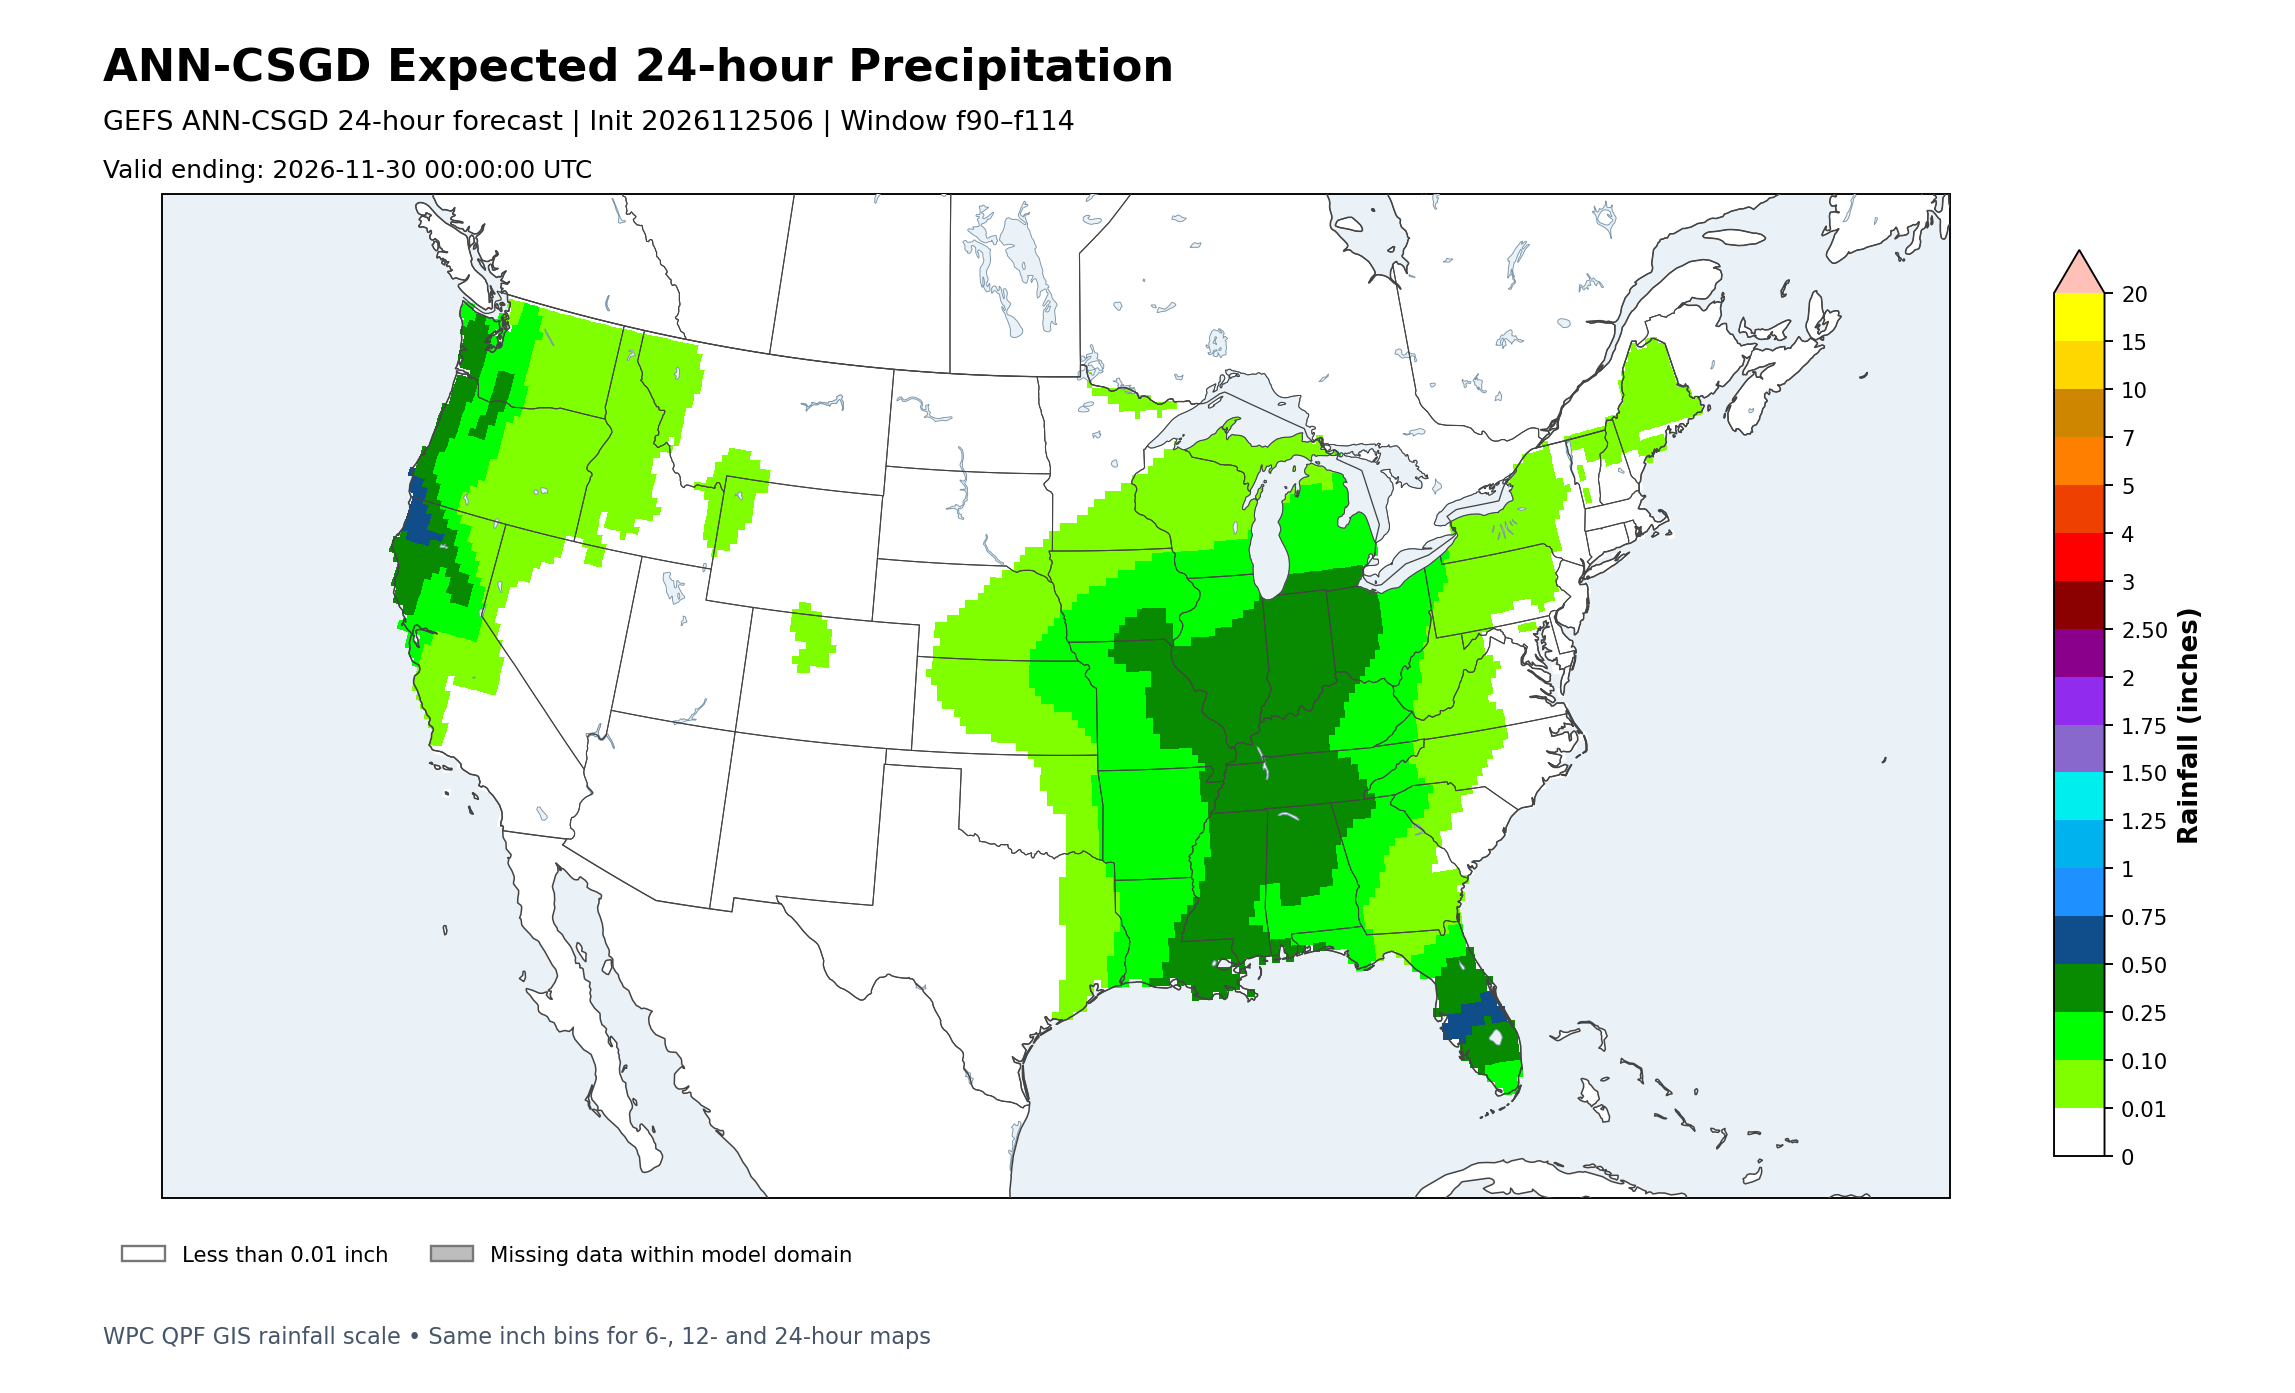 ANN-CSGD Expected 24-hour Precipitation
GEFS ANN-CSGD 24-hour forecast | Init 2026112506 | Window f90–f114
Valid ending: 2026-11-30 00:00:00 UTC
20
15
10
7
5
4
3
2.50
2
1.75
1.50
1.25
1
0.75
0.50
0.25
0.10
0.01
0
Rainfall (inches)
Less than 0.01 inch
Missing data within model domain
WPC QPF GIS rainfall scale • Same inch bins for 6-, 12- and 24-hour maps